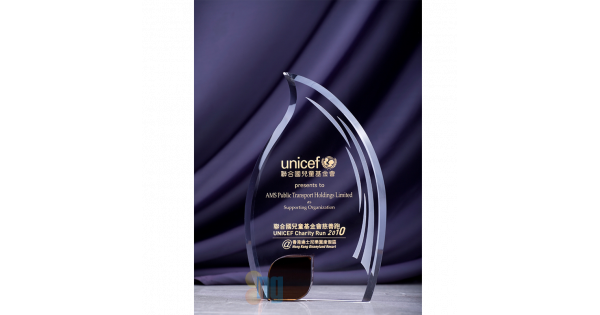 unicef
聯合國兒童基金會
presents to
AMS Public Transport Holdings Limited
as
Supporting Organization
聯合國兒童基金會慈善跑
UNICEF Charity Run 2010
@香港迪士尼樂園度假區
Hong Kong Disneyland Resort